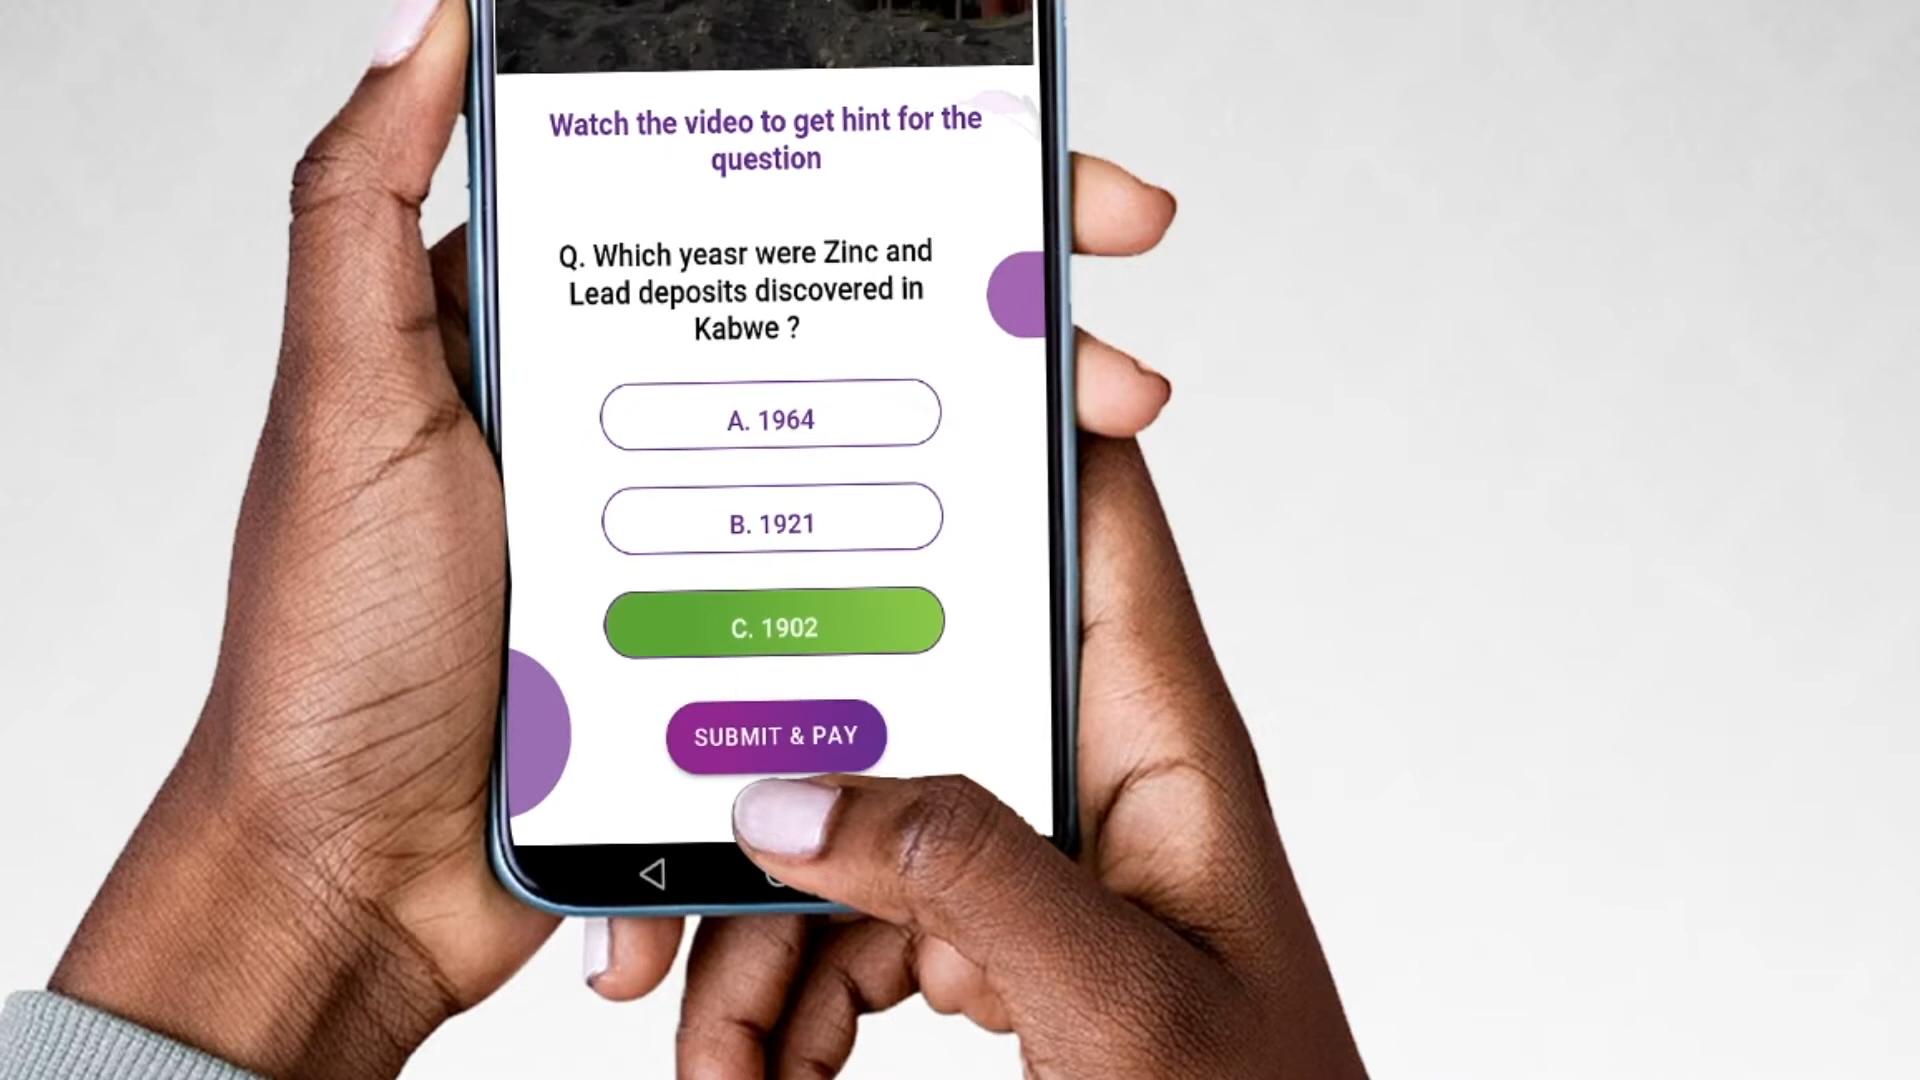 Watch the video to get hint for the
question
Q. Which yeasr were Zinc and
Lead deposits discovered in
Kabwe ?
A. 1964
B. 1921
C. 1902
SUBMIT & PAY